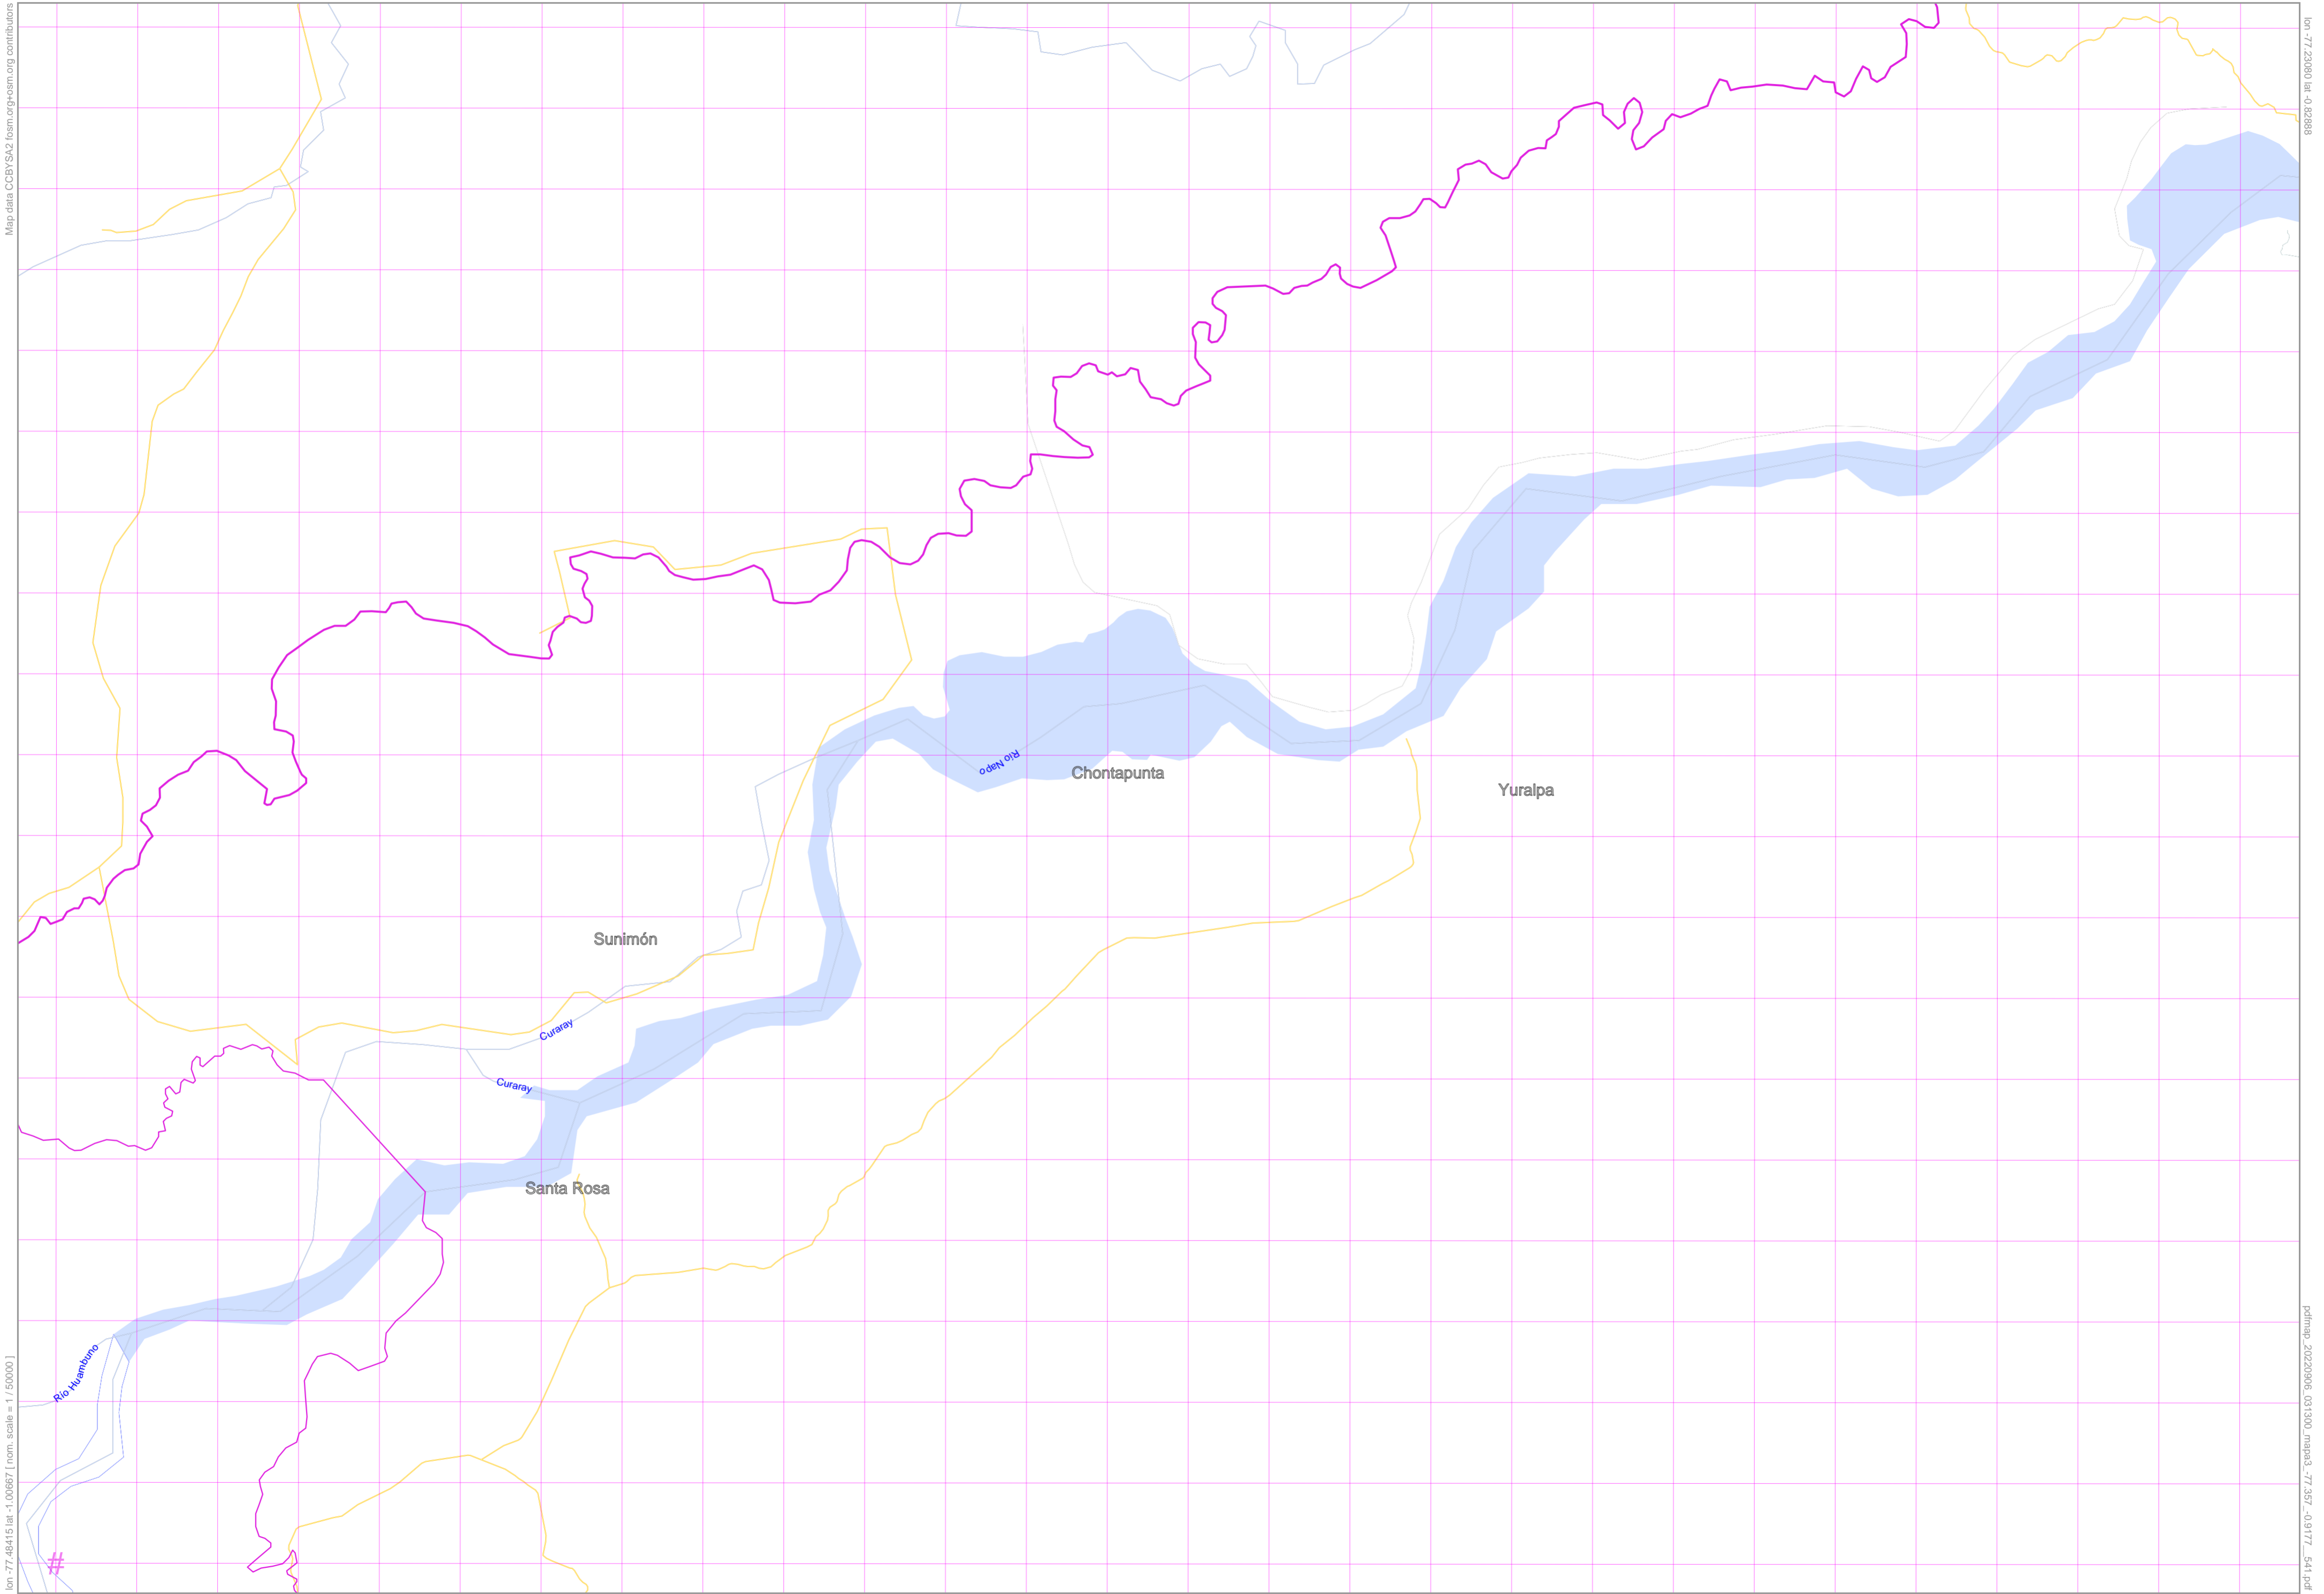 Map data CCBYSA2 fosm.org+osm.org contributors
lon -77.23080 lat -0.82888
Río Napo
Chontapunta
Yuralpa
Sunimón
Curaray
Curaray
Santa Rosa
Río Huambuno
#
lon -77.48415 lat -1.00667 [ nom. scale = 1 / 50000 ]
pdfmap_20220906_031300_mapa3_-77.357_-0.9177__541.pdf